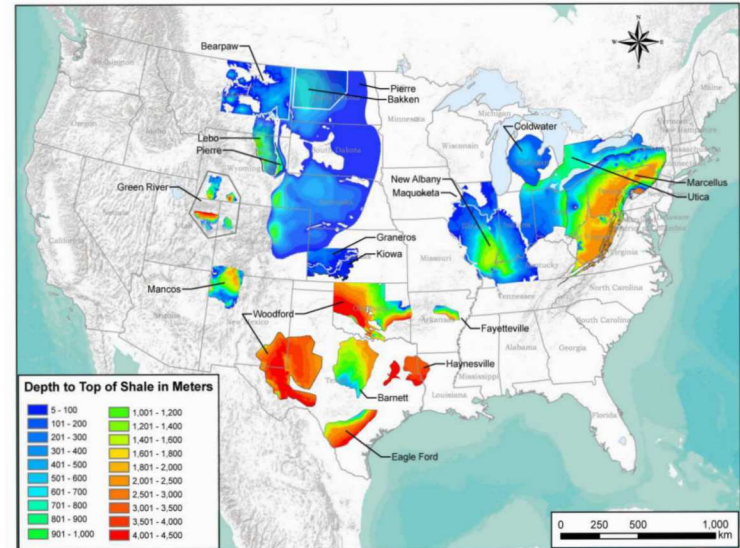 Bearpaw
Pierre
Bakken
Lebo
Pierre
Green River
Coldwater
New Albany
Maquoketa
Marcellus
Utica
Graneros
Kiowa
Mancos
Woodford
Fayetteville
Haynesville
Barnett
Eagle Ford
N
W
E
S
Washington
Oregon
California
Nevada
Minnesota
Wisconsin
Michigan
Maine
Missouri
Tennessee
Arkansas
Mississippi
Alabama
Georgia
Louisiana
Florida
North Carolina
South Carolina
Virginia
Depth to Top of Shale in Meters
5 - 100
101 - 200
201 - 300
301 - 400
401 - 500
501 - 600
601 - 700
701 - 800
801 - 900
901 - 1,000
1,001 - 1,200
1,201 - 1,400
1,401 - 1,600
1,601 - 1,800
1,801 - 2,000
2,001 - 2,500
2,501 - 3,000
3,001 - 3,500
3,501 - 4,000
4,001 - 4,500
0 250 500 1,000
km